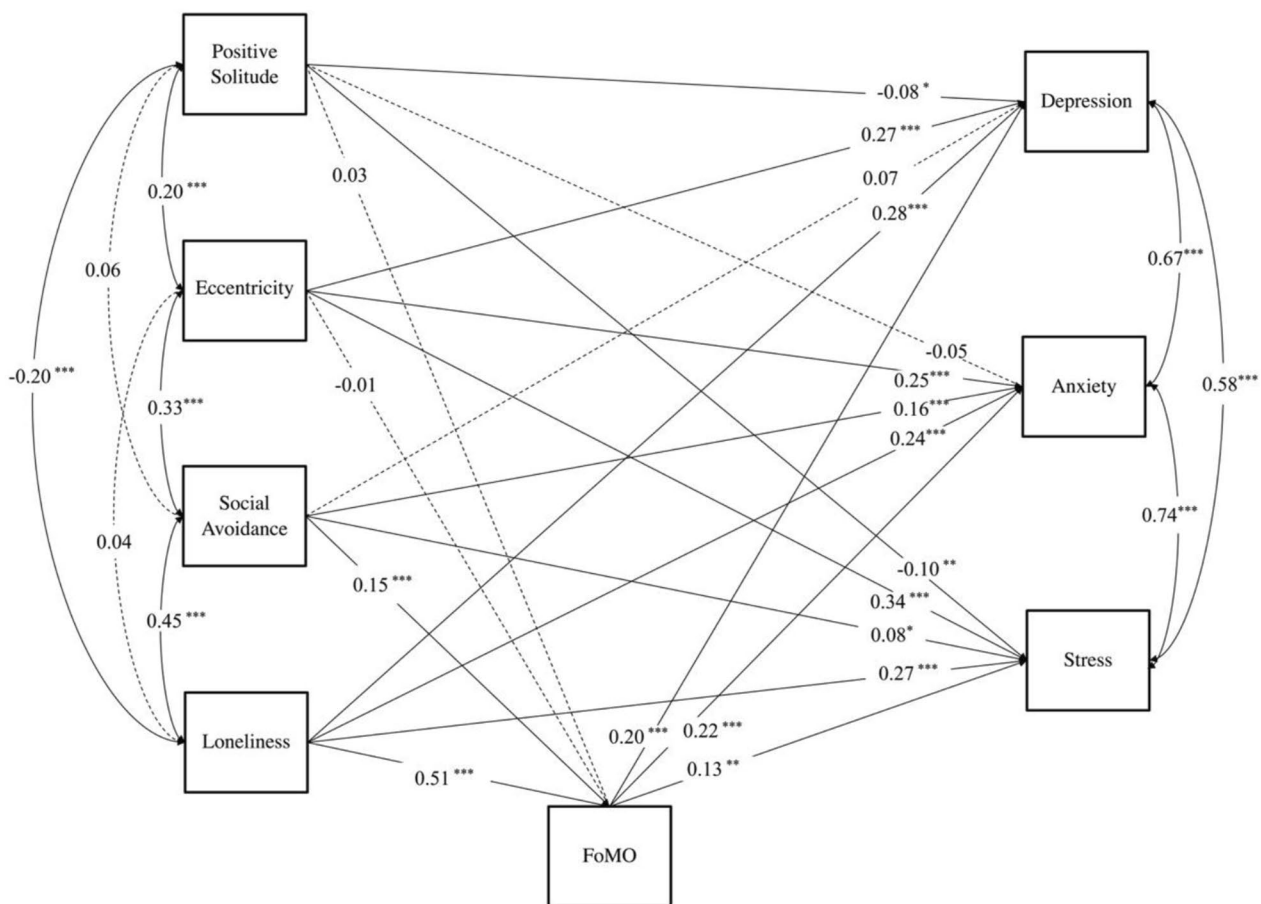 Positive
Solitude
Depression
-0.08 *
0.27 ***
0.07
0.28***
0.03
0.20 ***
0.06
Eccentricity
0.67***
-0.20 ***
-0.01
0.33***
-0.05
0.25***
0.16***
0.24***
Anxiety
0.58***
Social
Avoidance
0.04
0.74***
0.15 ***
-0.10 **
0.34 ***
0.08*
0.27 ***
0.45 ***
Stress
Loneliness
0.20 ***
0.22 ***
0.13 **
0.51 ***
FoMO